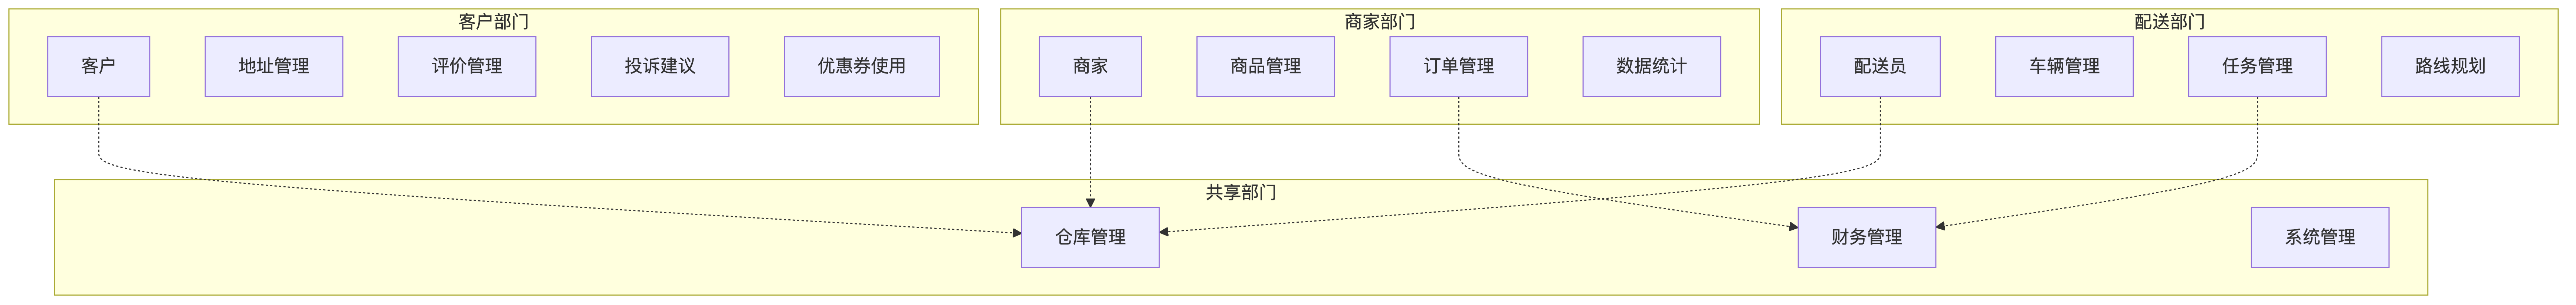 客户部门
客户
地址管理
评价管理
投诉建议
优惠券使用
商家部门
商家
商品管理
订单管理
数据统计
配送部门
配送员
车辆管理
任务管理
路线规划
共享部门
仓库管理
财务管理
系统管理